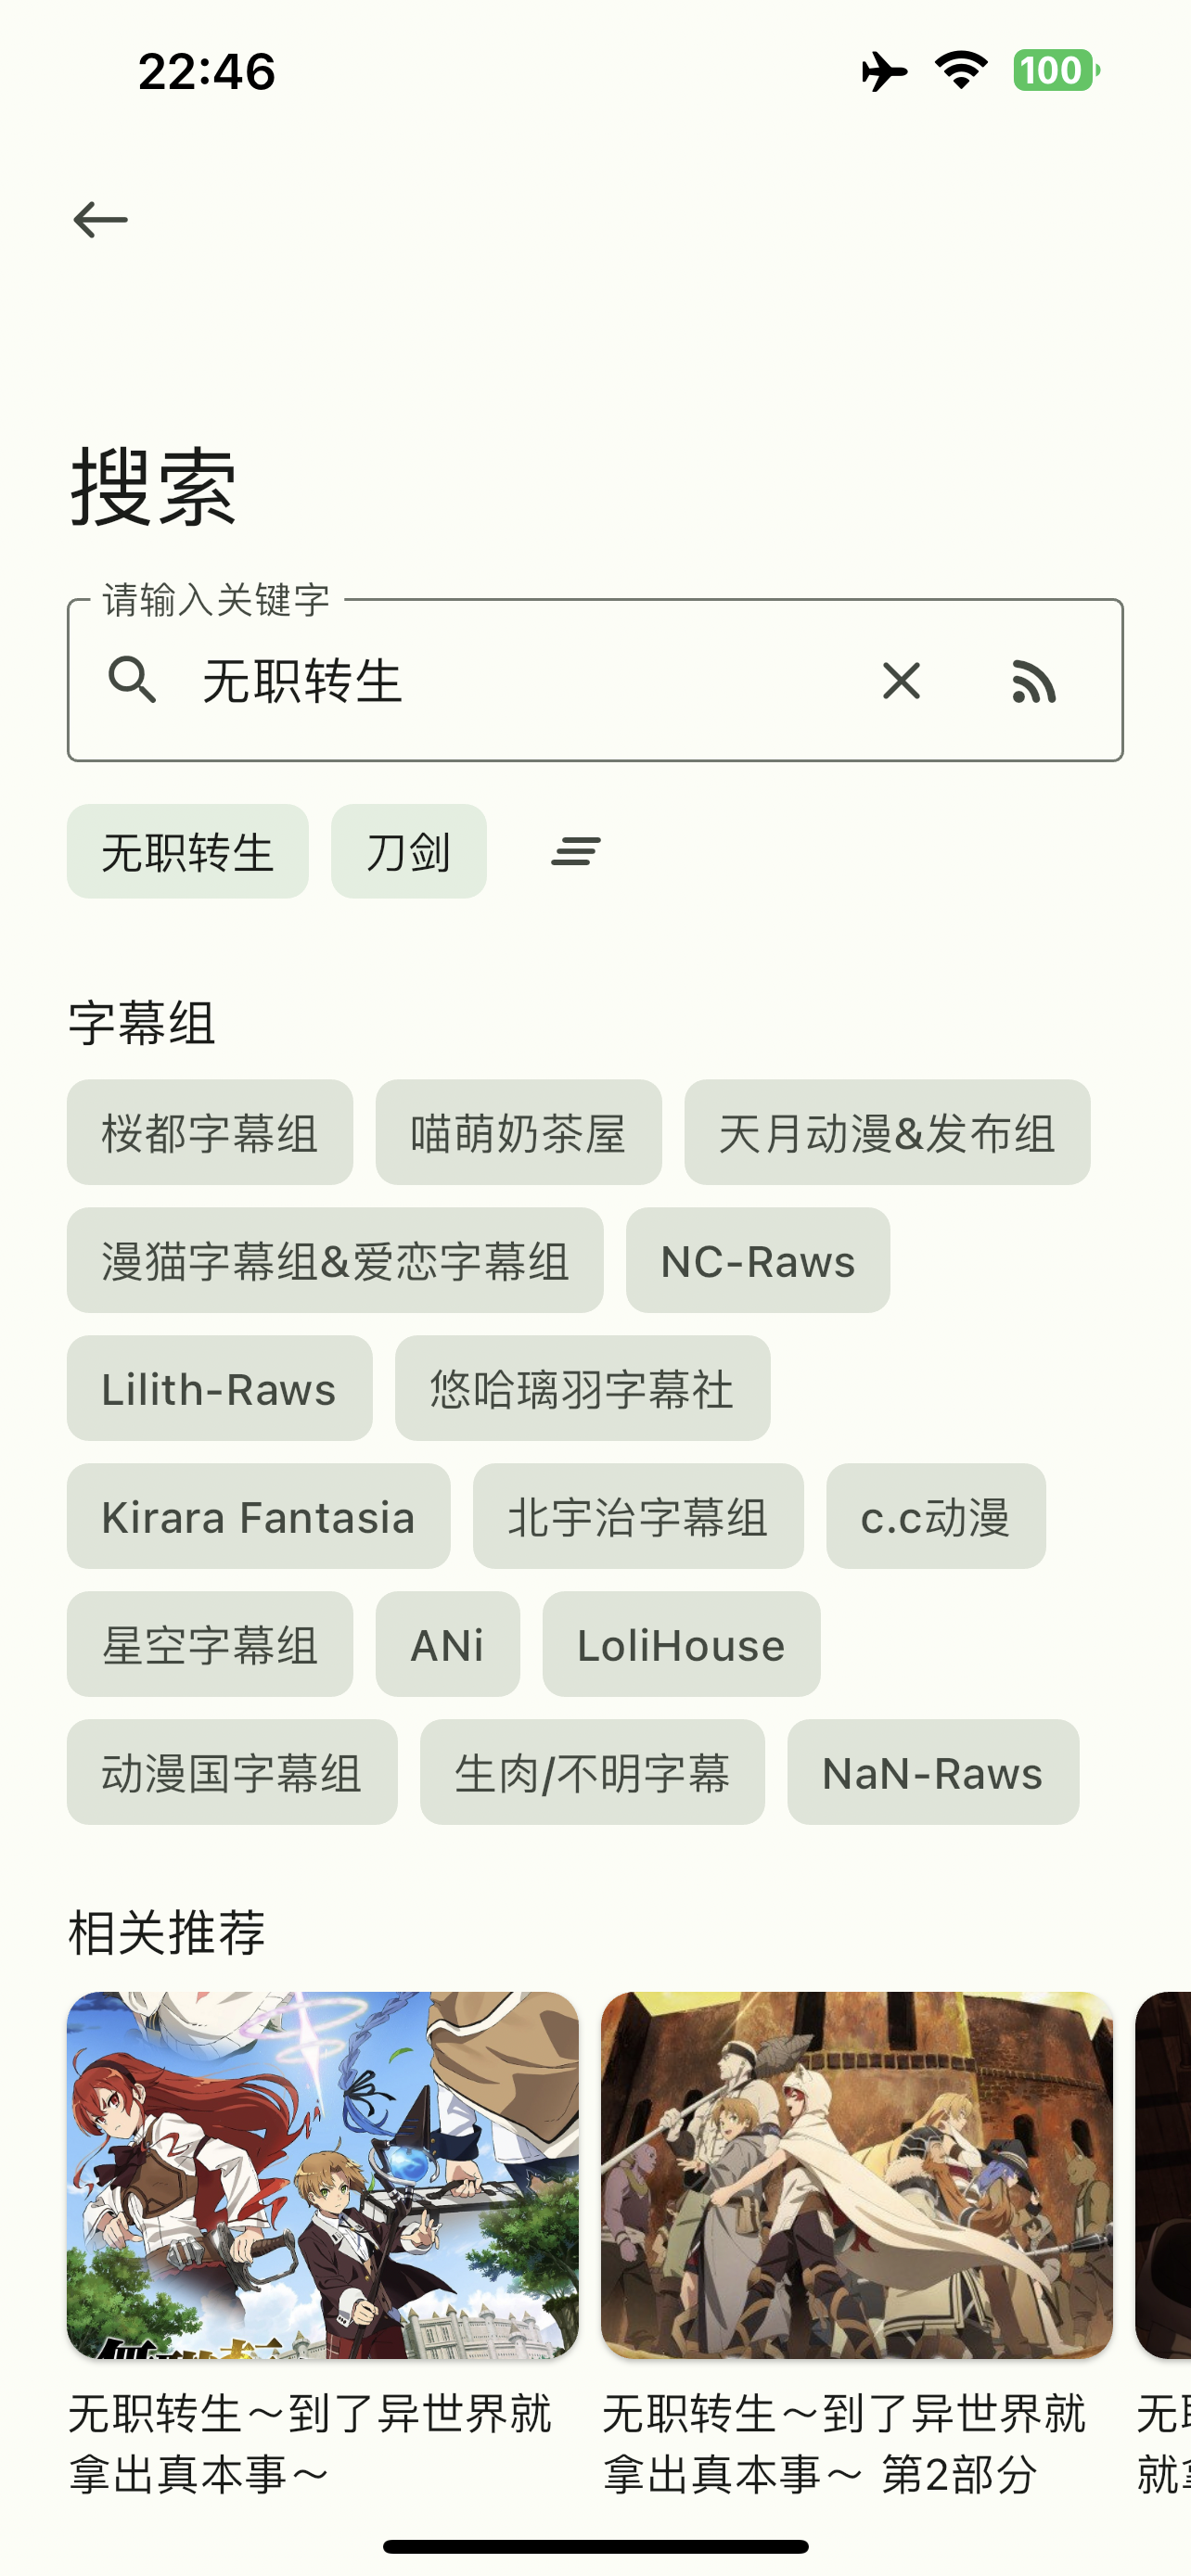 22:46
100
搜索
请输入关键字
无职转生
无职转生 刀剑
字幕组
桜都字幕组 喵萌奶茶屋 天月动漫&发布组
漫猫字幕组&爱恋字幕组 NC-Raws
Lilith-Raws 悠哈璃羽字幕社
Kirara Fantasia 北宇治字幕组 c.c动漫
星空字幕组 ANi LoliHouse
动漫国字幕组 生肉/不明字幕 NaN-Raws
相关推荐
无职转生～到了异世界就
拿出真本事～
无职转生～到了异世界就
拿出真本事～ 第2部分
无
就